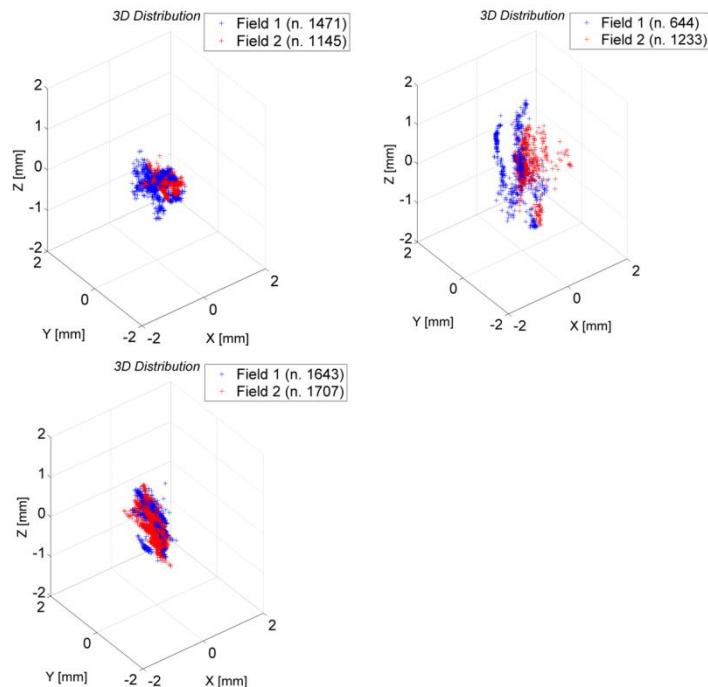 3D Distribution
+ Field 1 (n. 1471)
+ Field 2 (n. 1145)
2
1
0
-1
-2
Z [mm]
2
0
-2
Y [mm]
-2
0
2
X [mm]
3D Distribution
+ Field 1 (n. 644)
+ Field 2 (n. 1233)
2
1
0
-1
-2
Z [mm]
2
0
-2
Y [mm]
-2
0
2
X [mm]
3D Distribution
+ Field 1 (n. 1643)
+ Field 2 (n. 1707)
2
1
0
-1
-2
Z [mm]
2
0
-2
Y [mm]
-2
0
2
X [mm]